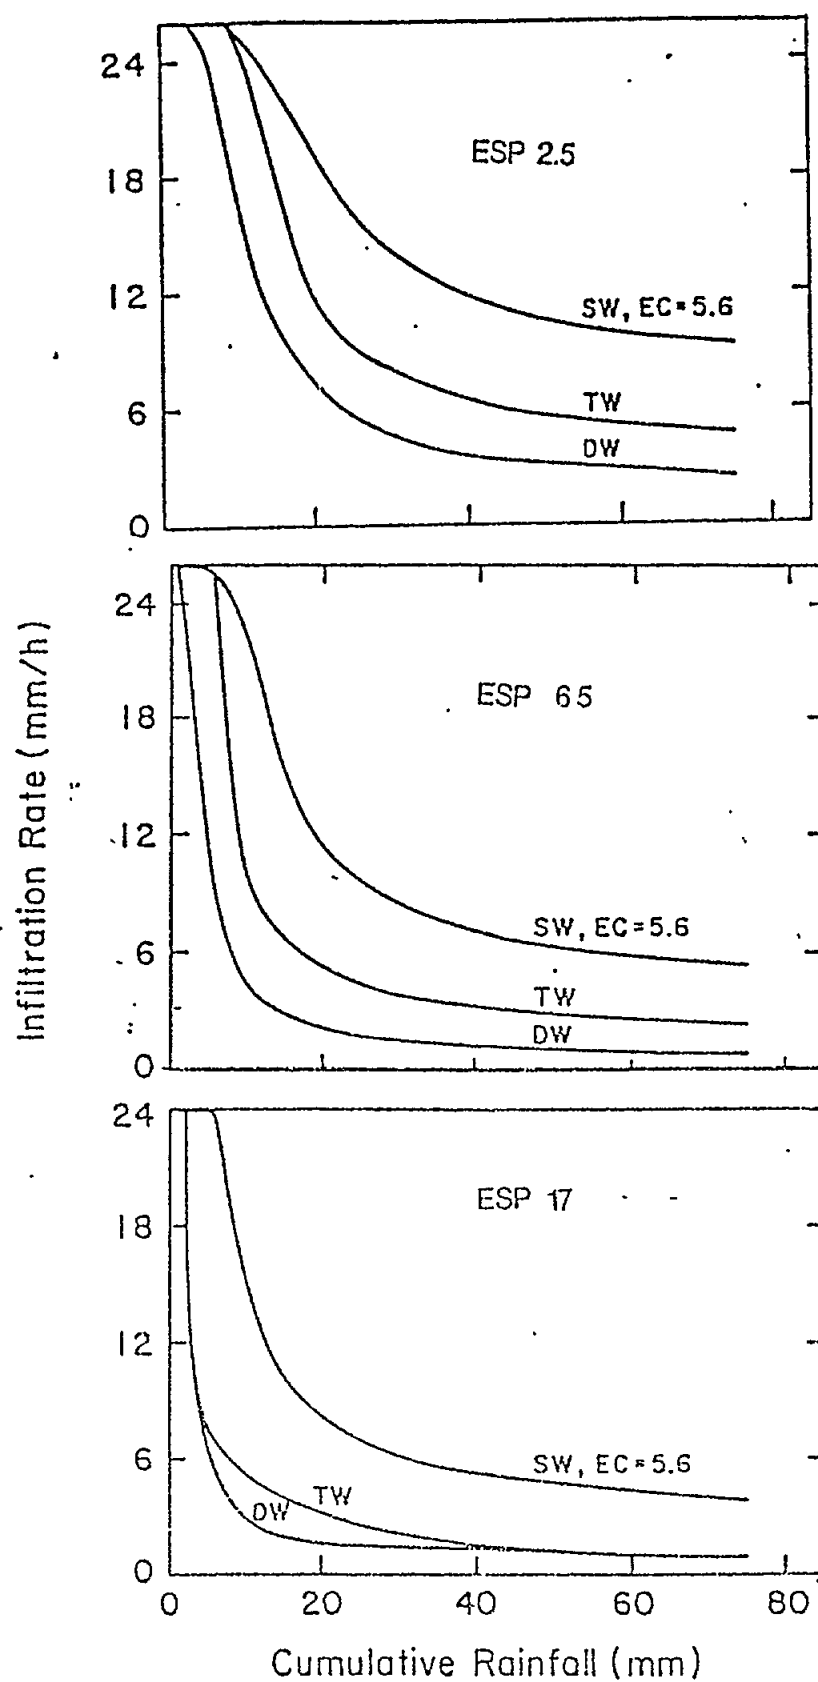 24
ESP 2.5
18
12
SW, EC=5.6
6
TW
DW
0
24
ESP 65
18
12
SW, EC=5.6
6
TW
DW
0
Infiltration Rate (mm/h)
24
ESP 17
18
12
6
SW, EC=5.6
TW
DW
0
0 20 40 60 80
Cumulative Rainfall (mm)